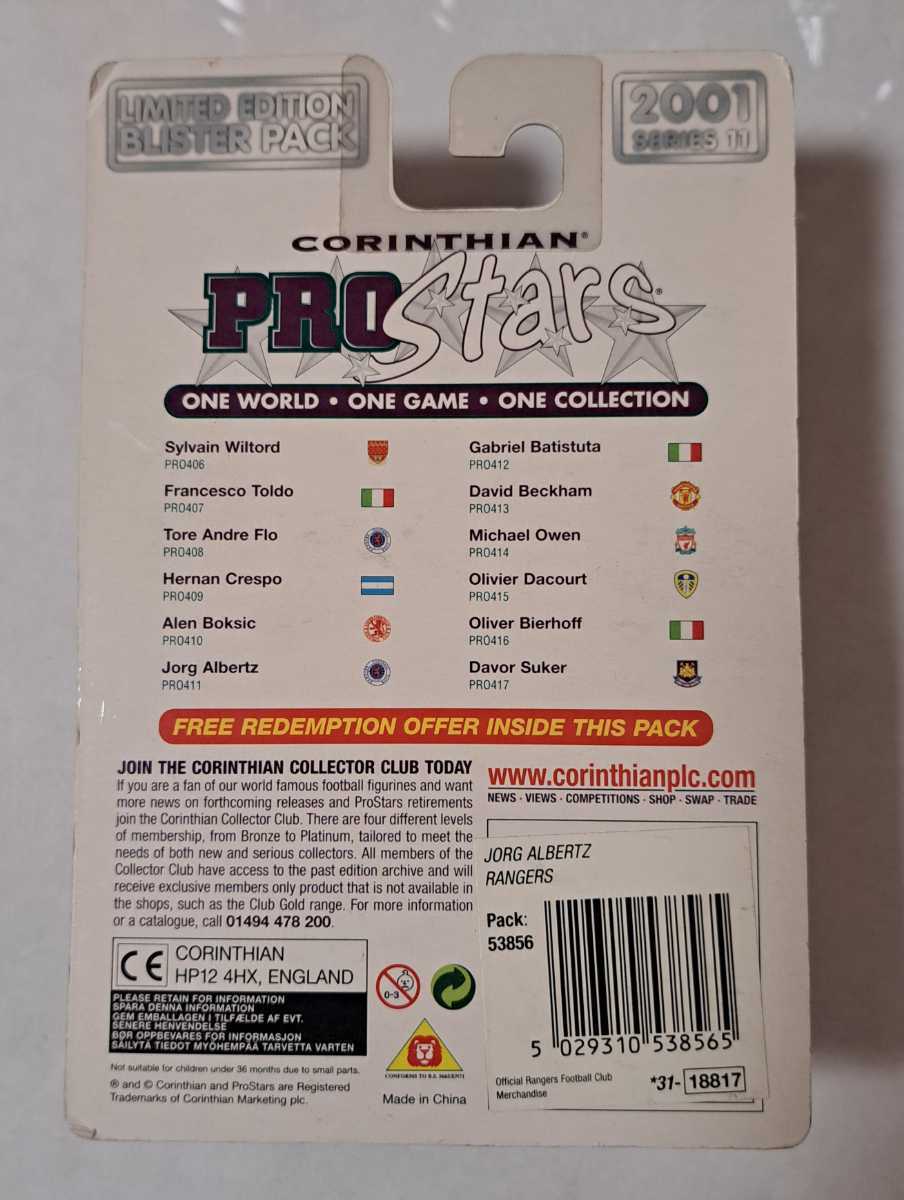 LIMITED EDITION
BLISTER PACK
2001
SERIES 11
CORINTHIAN®
PROStars®
ONE WORLD • ONE GAME • ONE COLLECTION
Sylvain Wiltord
PRO406
Francesco Toldo
PRO407
Tore Andre Flo
PRO408
Hernan Crespo
PRO409
Alen Boksic
PRO410
Jorg Albertz
PRO411
Gabriel Batistuta
PRO412
David Beckham
PRO413
Michael Owen
PRO414
Olivier Dacourt
PRO415
Oliver Bierhoff
PRO416
Davor Suker
PRO417
FREE REDEMPTION OFFER INSIDE THIS PACK
JOIN THE CORINTHIAN COLLECTOR CLUB TODAY
If you are a fan of our world famous football figurines and want
more news on forthcoming releases and ProStars retirements
join the Corinthian Collector Club. There are four different levels
of membership, from Bronze to Platinum, tailored to meet the
needs of both new and serious collectors. All members of the
Collector Club have access to the past edition archive and will
receive exclusive members only product that is not available in
the shops, such as the Club Gold range. For more information
or a catalogue, call 01494 478 200.
www.corinthianplc.com
NEWS - VIEWS - COMPETITIONS - SHOP - SWAP - TRADE
JORG ALBERTZ
RANGERS
Pack:
53856
5 029310 538565
Official Rangers Football Club
Merchandise
*31- 18817
CE
CORINTHIAN
HP12 4HX, ENGLAND
PLEASE RETAIN FOR INFORMATION
SPARA DENNA INFORMATION
GEM EMBALLAGEN I TILFÆLDE AF EVT.
SENERE HENVENDELSE
BØR OPPBEVARES FOR INFORMASJON
SÄILYTÄ TIEDOT MYÖHEMPÄÄ TARVETTA VARTEN
0-3
CONFORMS TO B.S.
Not suitable for children under 36 months due to small parts.
® and © Corinthian and ProStars are Registered
Trademarks of Corinthian Marketing plc.
Made in China